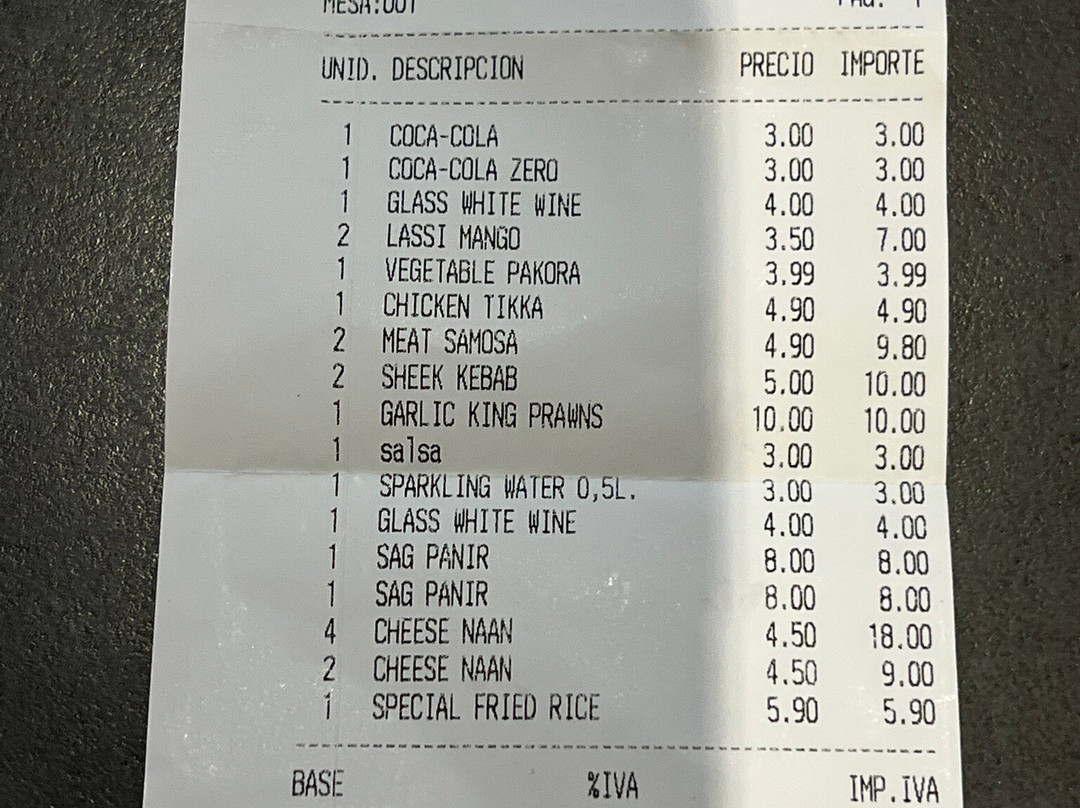 MESA:001
PAG. 1
UNID. DESCRIPCION PRECIO IMPORTE
1 COCA-COLA 3.00 3.00
1 COCA-COLA ZERO 3.00 3.00
1 GLASS WHITE WINE 4.00 4.00
2 LASSI MANGO 3.50 7.00
1 VEGETABLE PAKORA 3.99 3.99
1 CHICKEN TIKKA 4.90 4.90
2 MEAT SAMOSA 4.90 9.80
2 SHEEK KEBAB 5.00 10.00
1 GARLIC KING PRAWNS 10.00 10.00
1 salsa 3.00 3.00
1 SPARKLING WATER 0,5L. 3.00 3.00
1 GLASS WHITE WINE 4.00 4.00
1 SAG PANIR 8.00 8.00
1 SAG PANIR 8.00 8.00
4 CHEESE NAAN 4.50 18.00
2 CHEESE NAAN 4.50 9.00
1 SPECIAL FRIED RICE 5.90 5.90
BASE %IVA IMP.IVA